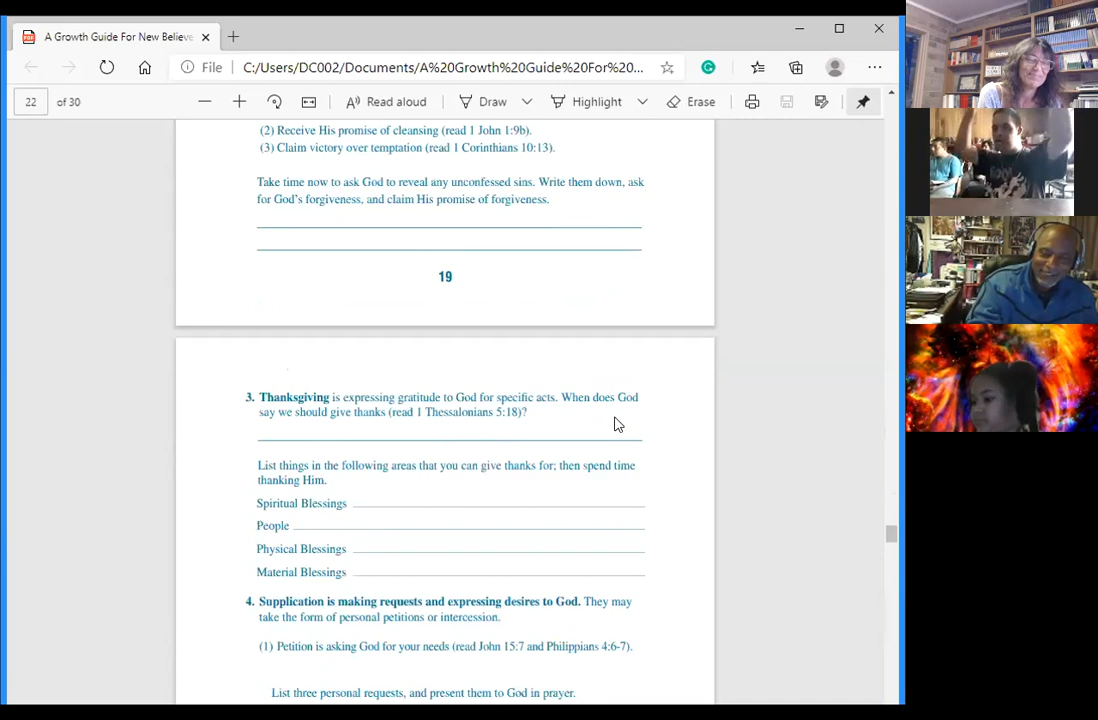 A Growth Guide For New Believe
File C:/Users/DC002/Documents/A%20Growth%20Guide%20For%20...
22 of 30 Read aloud Draw Highlight Erase
(2) Receive His promise of cleansing (read 1 John 1:9b).
(3) Claim victory over temptation (read 1 Corinthians 10:13).
Take time now to ask God to reveal any unconfessed sins. Write them down, ask
for God's forgiveness, and claim His promise of forgiveness.
19
3. Thanksgiving is expressing gratitude to God for specific acts. When does God
say we should give thanks (read 1 Thessalonians 5:18)?
List things in the following areas that you can give thanks for; then spend time
thanking Him.
Spiritual Blessings
People
Physical Blessings
Material Blessings
4. Supplication is making requests and expressing desires to God. They may
take the form of personal petitions or intercession.
(1) Petition is asking God for your needs (read John 15:7 and Philippians 4:6-7).
List three personal requests, and present them to God in prayer.